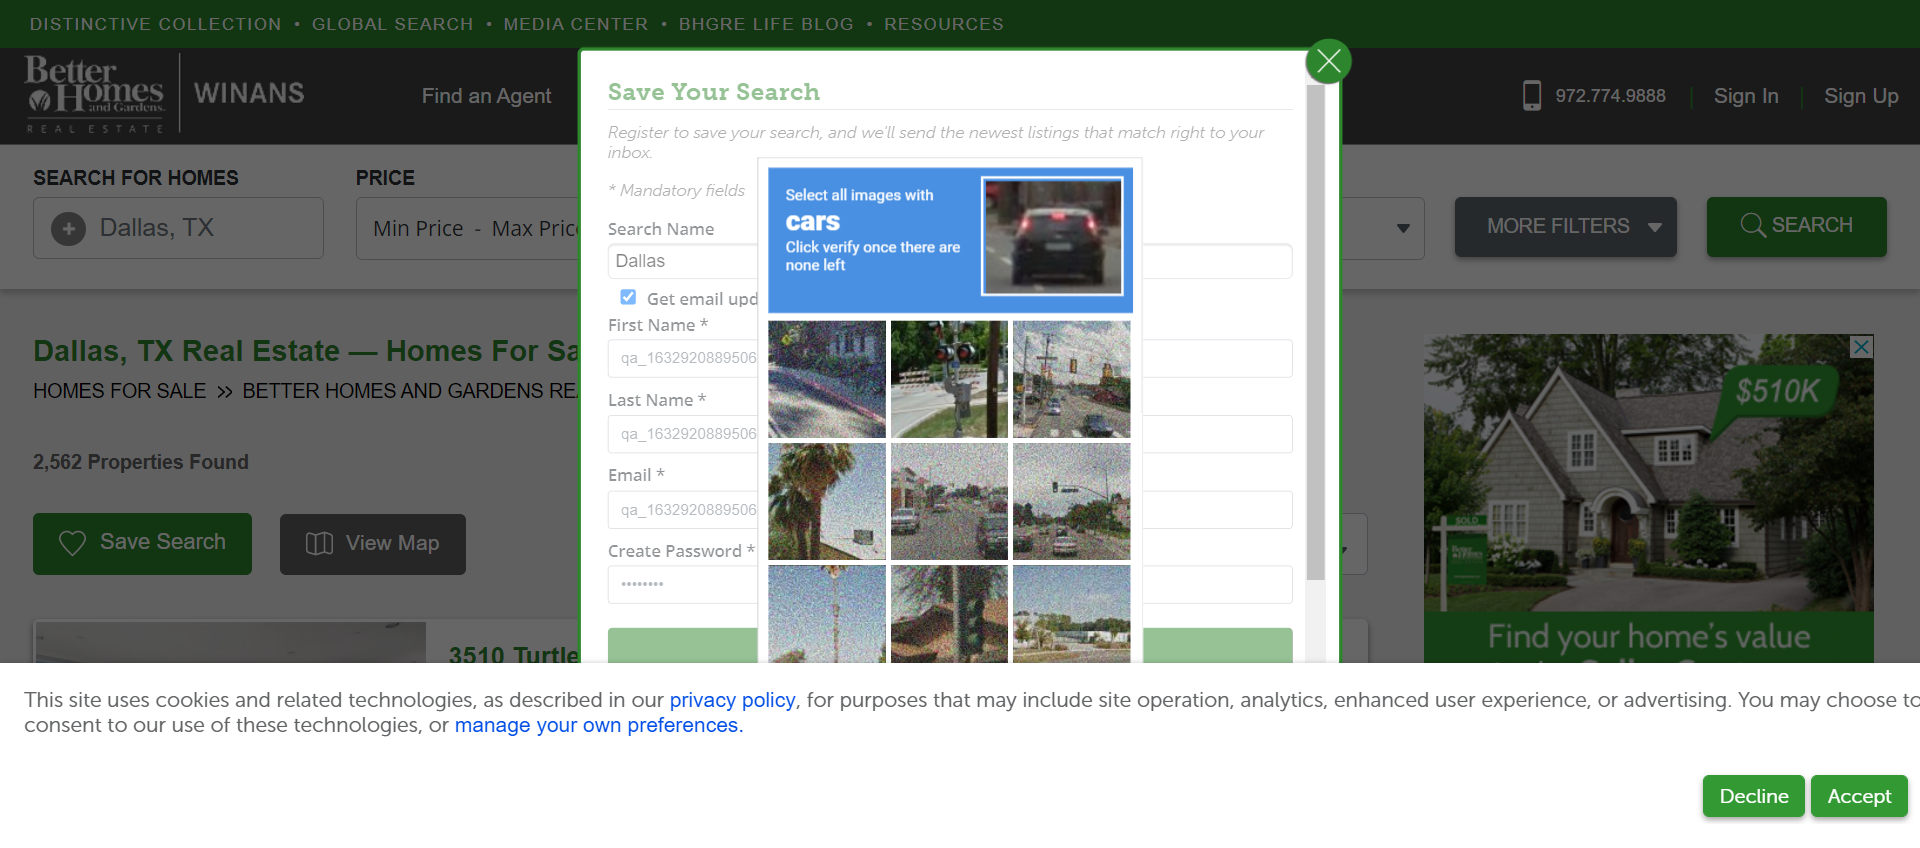 DISTINCTIVE COLLECTION • GLOBAL SEARCH • MEDIA CENTER • BHGRE LIFE BLOG • RESOURCES
Better Homes and Gardens REAL ESTATE WINANS
Find an Agent
972.774.9888
Sign In
Sign Up
SEARCH FOR HOMES
Dallas, TX
PRICE
Min Price - Max Pric
MORE FILTERS
SEARCH
Save Your Search
Register to save your search, and we'll send the newest listings that match right to your
inbox.
* Mandatory fields
Search Name
Dallas
Get email upd
First Name *
qa_1632920889506
Last Name *
qa_1632920889506
Email *
qa_1632920889506
Create Password *
Select all images with
cars
Click verify once there are
none left
Dallas, TX Real Estate — Homes For Sa
HOMES FOR SALE » BETTER HOMES AND GARDENS RE
2,562 Properties Found
Save Search
View Map
3510 Turtle
$510K
SOLD
Find your home's value
This site uses cookies and related technologies, as described in our privacy policy, for purposes that may include site operation, analytics, enhanced user experience, or advertising. You may choose to
consent to our use of these technologies, or manage your own preferences.
Decline
Accept